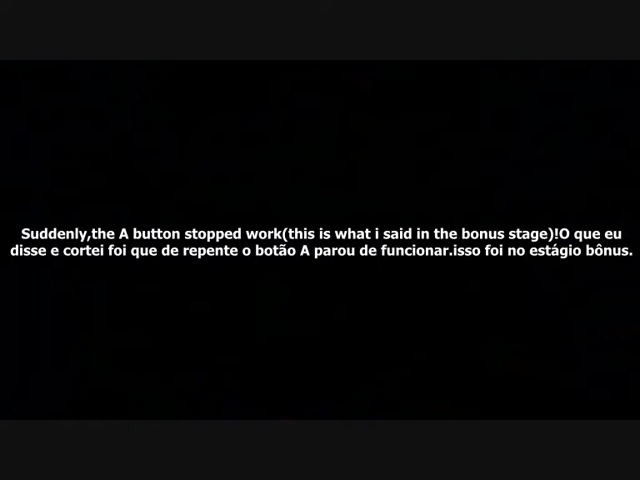 Suddenly,the A button stopped work(this is what i said in the bonus stage)!O que eu
disse e cortei foi que de repente o botão A parou de funcionar.isso foi no estágio bônus.